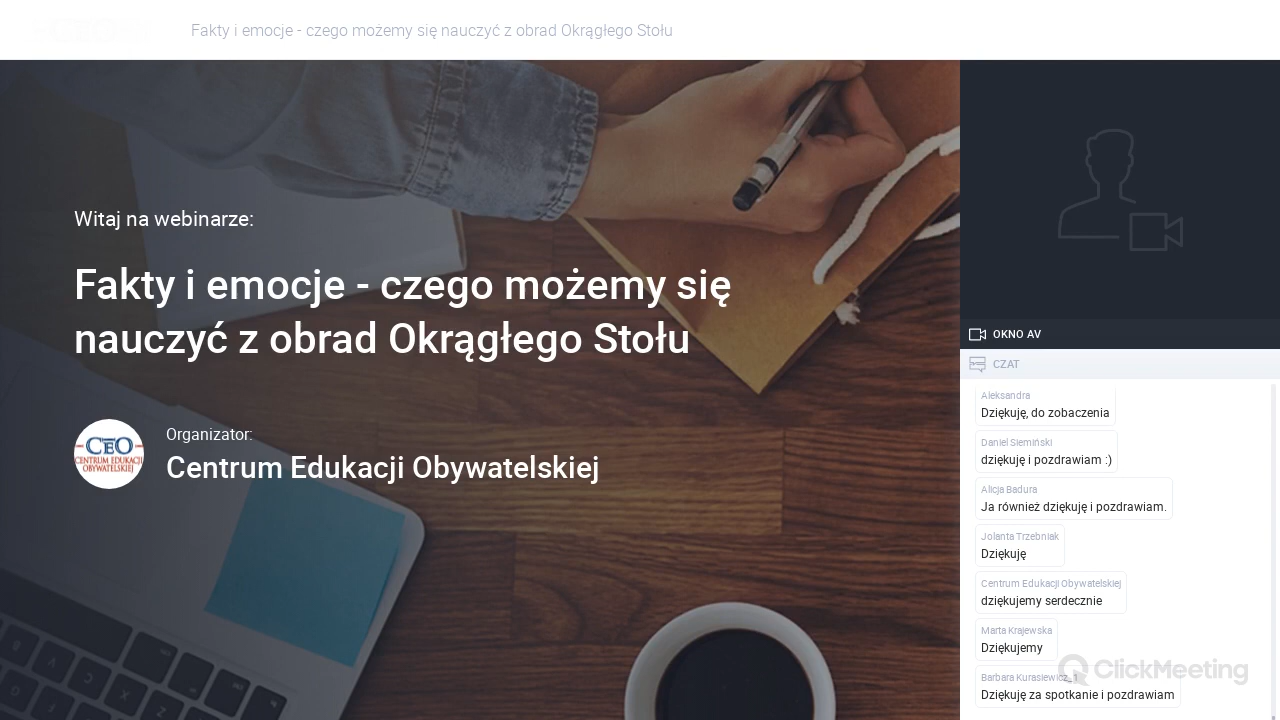 Fakty i emocje - czego możemy się nauczyć z obrad Okrągłego Stołu
Witaj na webinarze:
Fakty i emocje - czego możemy się
nauczyć z obrad Okrągłego Stołu
CEO
CENTRUM EDUKACJI
OBYWATELSKIEJ
Organizator:
Centrum Edukacji Obywatelskiej
OKNO AV
CZAT
Aleksandra
Dziękuję, do zobaczenia
Daniel Siemiński
dziękuję i pozdrawiam :)
Alicja Badura
Ja również dziękuję i pozdrawiam.
Jolanta Trzebniak
Dziękuję
Centrum Edukacji Obywatelskiej
dziękujemy serdecznie
Marta Krajewska
Dziękujemy
ClickMeeting
Barbara Kurasiewicz_1
Dziękuję za spotkanie i pozdrawiam